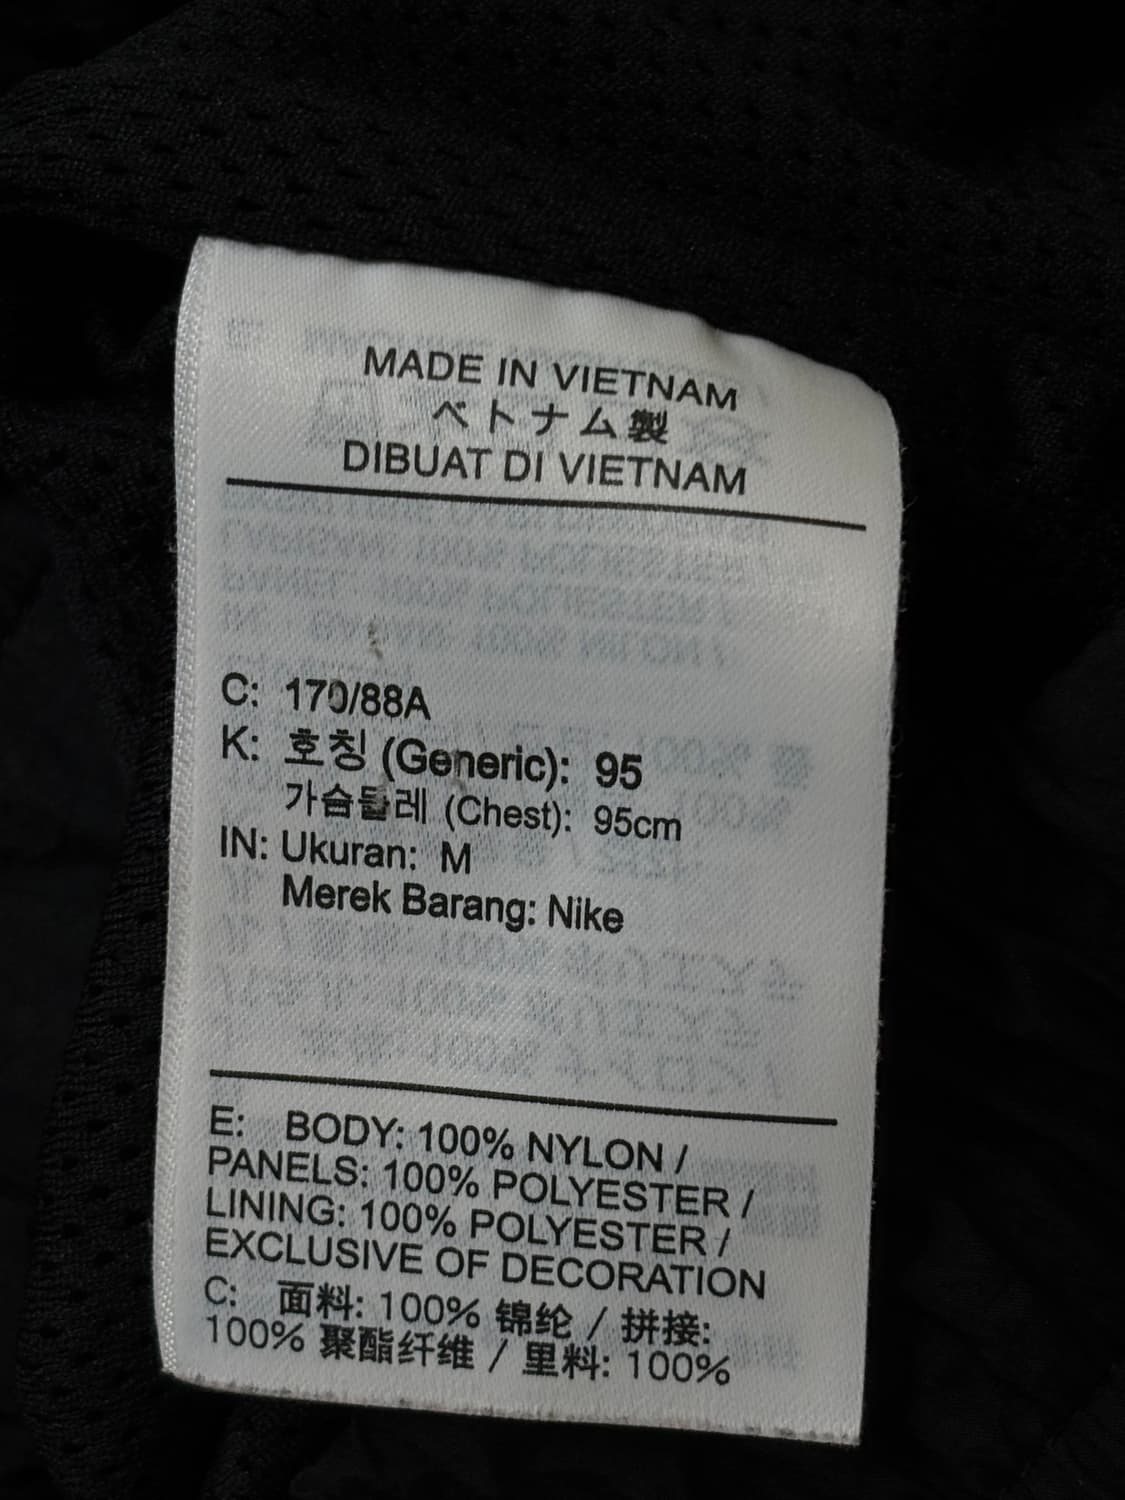 MADE IN VIETNAM
ベトナム製
DIBUAT DI VIETNAM
C: 170/88A
K: 호칭 (Generic): 95
가슴둘레 (Chest): 95cm
IN: Ukuran: M
Merek Barang: Nike
E: BODY: 100% NYLON /
PANELS: 100% POLYESTER /
LINING: 100% POLYESTER /
EXCLUSIVE OF DECORATION
C: 面料: 100% 锦纶 / 拼接:
100% 聚酯纤维 / 里料: 100%